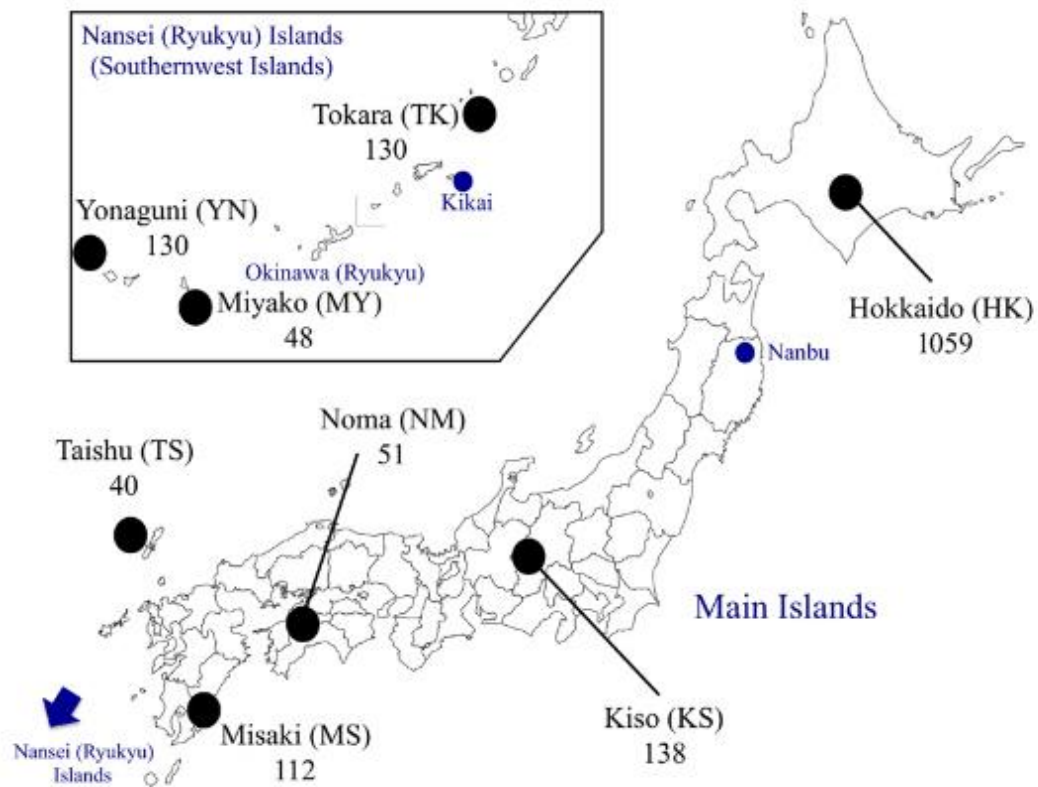 Nansei (Ryukyu) Islands
(Southernwest Islands)
Tokara (TK)
130
Kikai
Yonaguni (YN)
130
Okinawa (Ryukyu)
Miyako (MY)
48
Hokkaido (HK)
1059
Nanbu
Noma (NM)
51
Taishu (TS)
40
Main Islands
Kiso (KS)
138
Misaki (MS)
112
Nansei (Ryukyu)
Islands